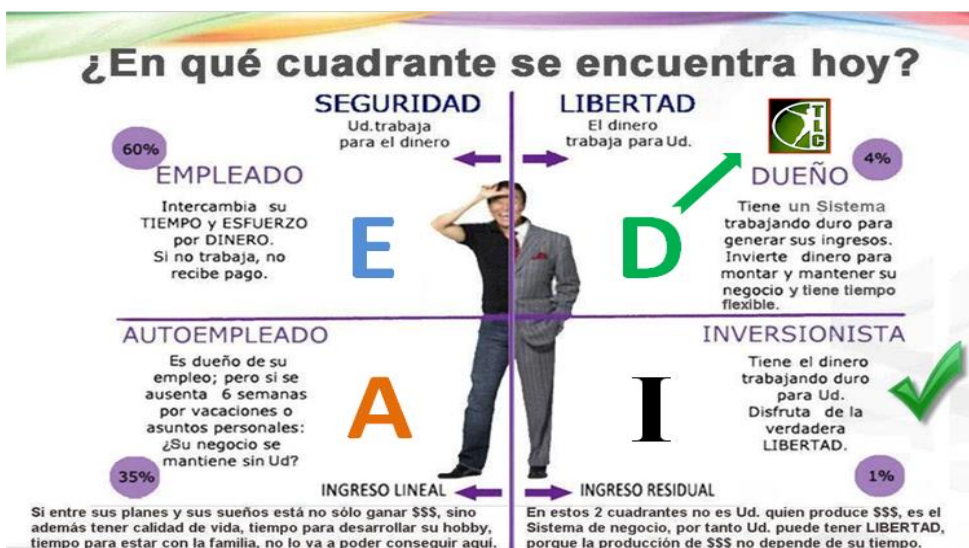 ¿En qué cuadrante se encuentra hoy?
SEGURIDAD
Ud.trabaja
para el dinero
LIBERTAD
El dinero
trabaja para Ud.
60%
EMPLEADO
Intercambia su
TIEMPO y ESFUERZO
por DINERO.
Si no trabaja, no
recibe pago.
E
D
TLC
4%
DUEÑO
Tiene un Sistema
trabajando duro para
generar sus ingresos.
Invierte dinero para
montar y mantener su
negocio y tiene tiempo
flexible.
AUTOEMPLEADO
Es dueño de su
empleo; pero si se
ausenta 6 semanas
por vacaciones o
asuntos personales:
¿Su negocio se
mantiene sin Ud?
35%
A
I
INVERSIONISTA
Tiene el dinero
trabajando duro
para Ud.
Disfruta de la
verdadera
LIBERTAD.
1%
INGRESO LINEAL
INGRESO RESIDUAL
Si entre sus planes y sus sueños está no sólo ganar $$$, sino
además tener calidad de vida, tiempo para desarrollar su hobby,
tiempo para estar con la familia, no lo va a poder conseguir aquí.
En estos 2 cuadrantes no es Ud. quien produce $$$, es el
Sistema de negocio, por tanto Ud. puede tener LIBERTAD,
porque la producción de $$$ no depende de su tiempo.